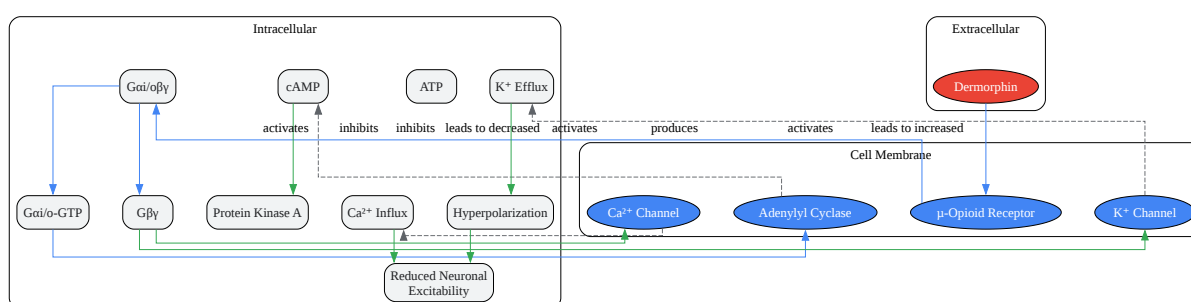 Intracellular
Extracellular
Gαi/oβγ
cAMP
ATP
K⁺ Efflux
Dermorphin
activates
inhibits
inhibits
leads to decreased
activates
produces
activates
leads to increased
Cell Membrane
Gαi/o-GTP
Gβγ
Protein Kinase A
Ca²⁺ Influx
Hyperpolarization
Ca²⁺ Channel
Adenylyl Cyclase
μ-Opioid Receptor
K⁺ Channel
Reduced Neuronal
Excitability